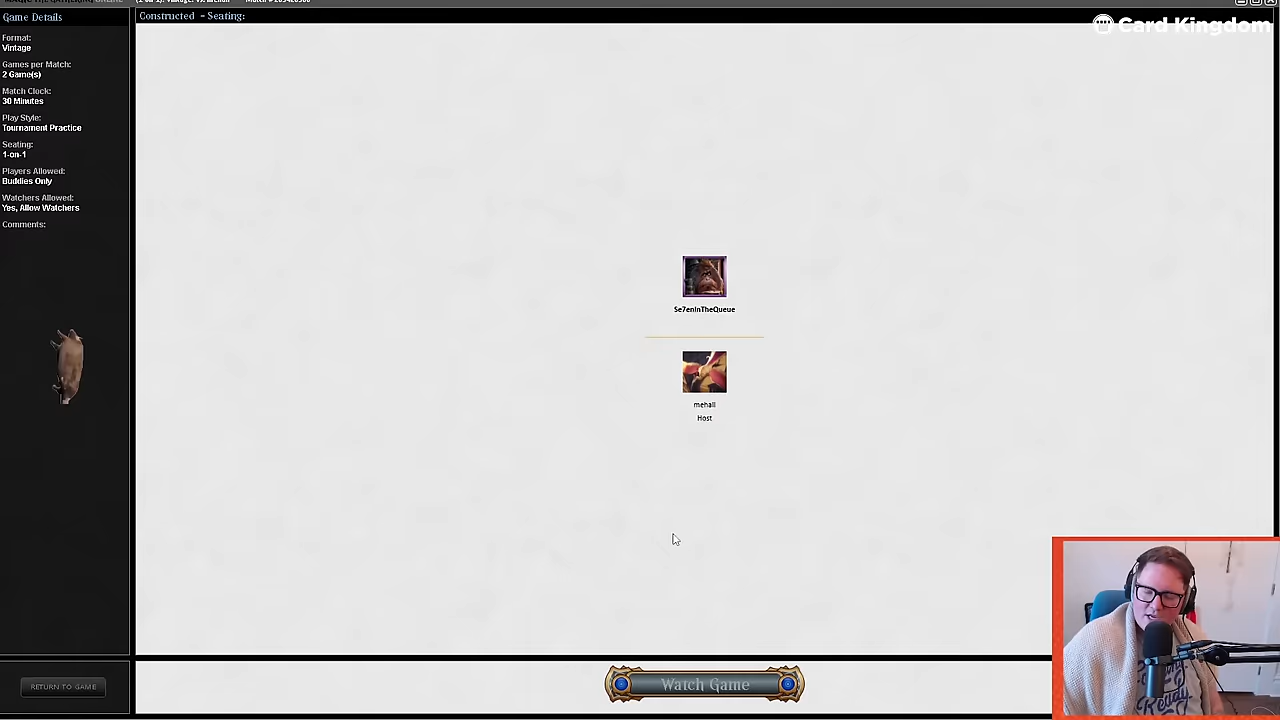 Constructed - Seating:
Card Kingdom
Game Details
Format:
Vintage
Games per Match:
2 Game(s)
Match Clock:
30 Minutes
Play Style:
Tournament Practice
Seating:
1-on-1
Players Allowed:
Buddies Only
Watchers Allowed:
Yes, Allow Watchers
Comments:
Se7enInTheQueue
mehall
Host
RETURN TO GAME
Watch Game
Ready